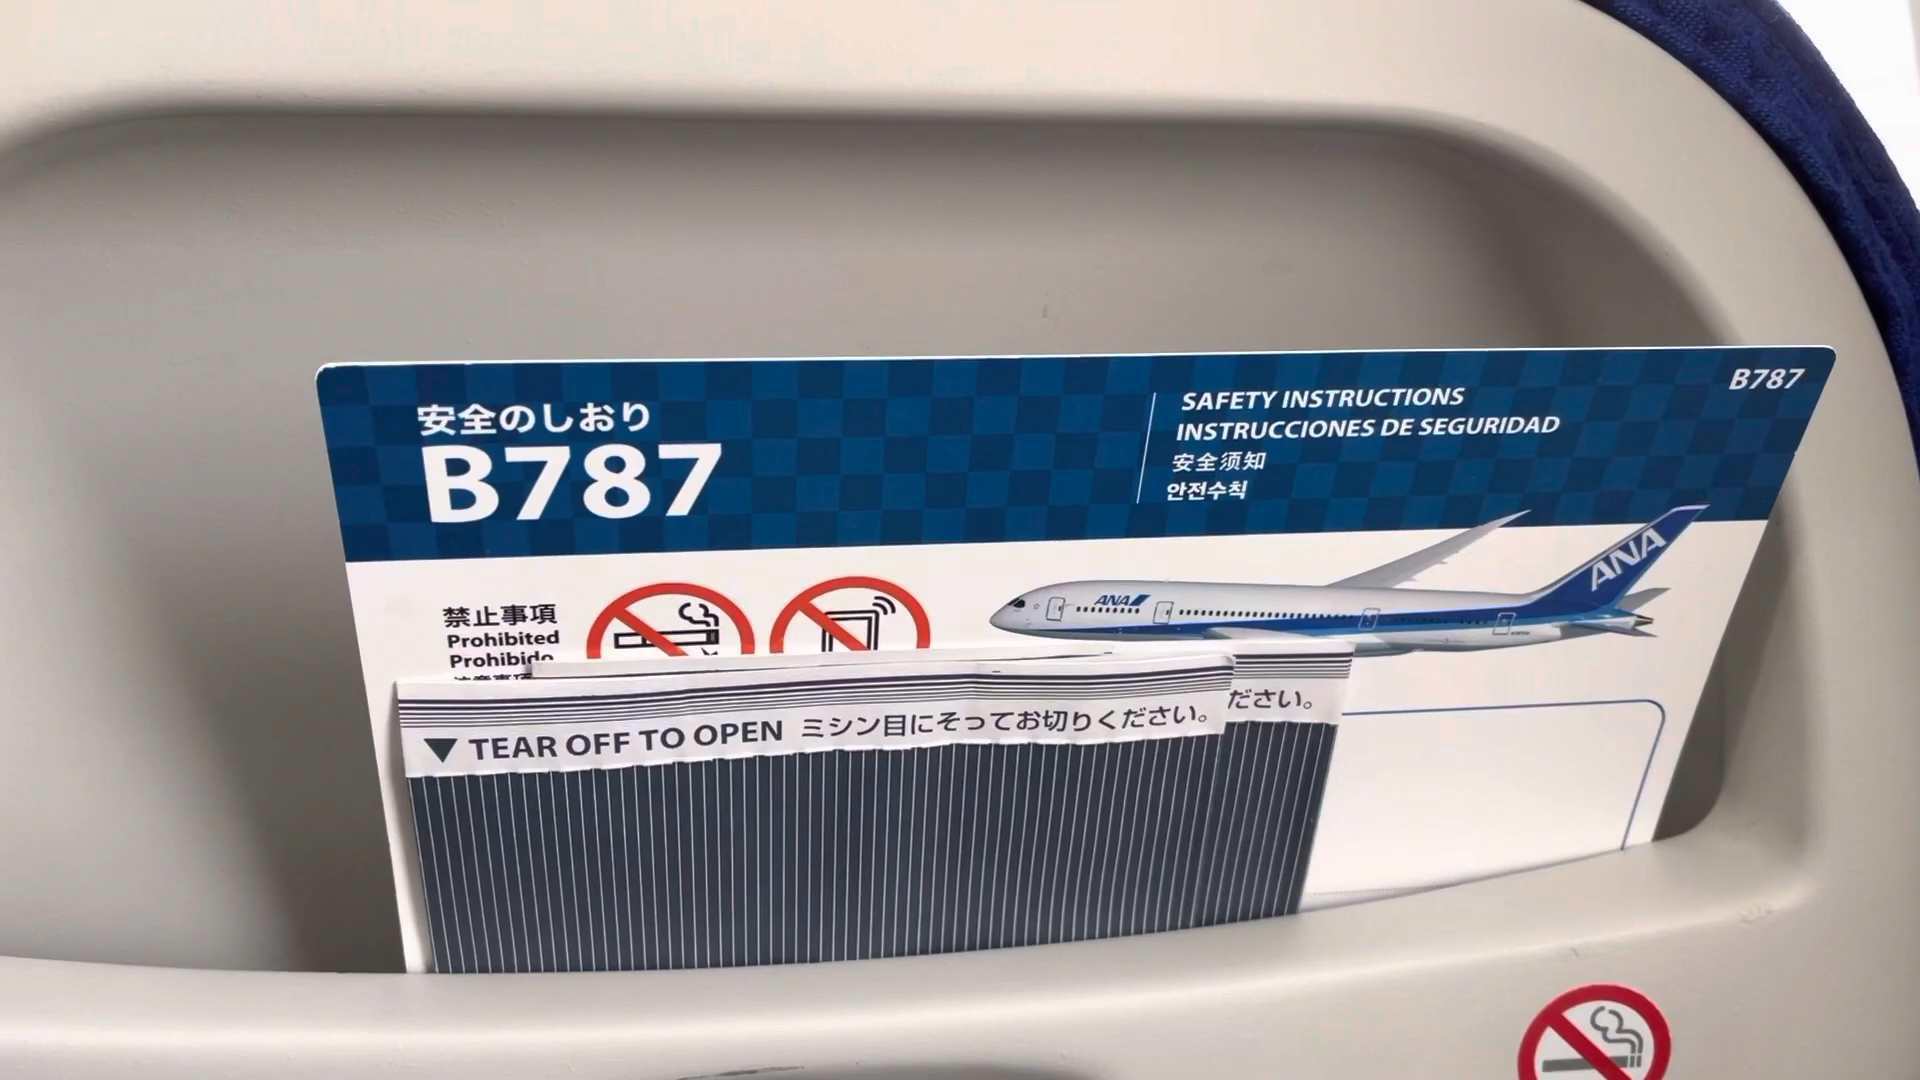 安全のしおり
B787
SAFETY INSTRUCTIONS
INSTRUCCIONES DE SEGURIDAD
安全须知
안전수칙
B787
ANA
ANA
禁止事項
Prohibited
Prohibido
▼TEAR OFF TO OPEN ミシン目にそってお切りください。
ださい。